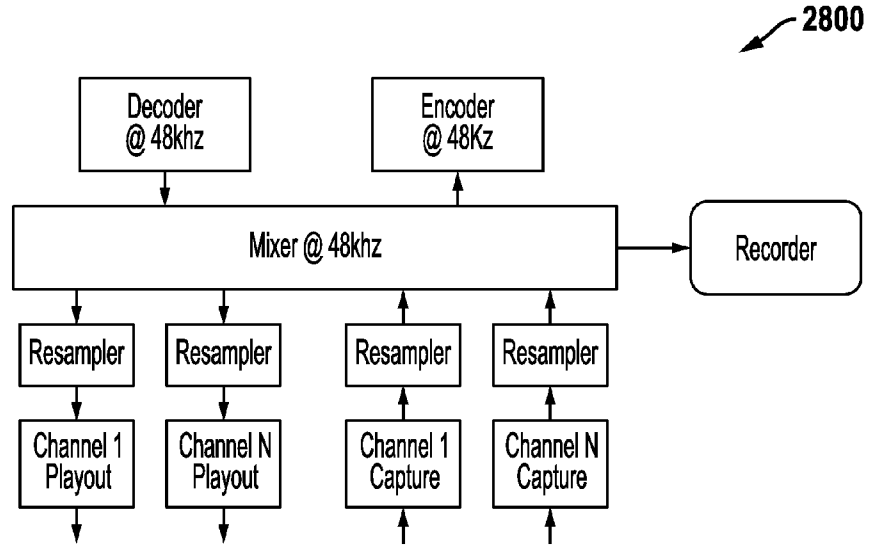 2800
Decoder
@ 48khz
Encoder
@ 48Kz
Mixer @ 48khz
Recorder
Resampler
Resampler
Resampler
Resampler
Channel 1
Playout
Channel N
Playout
Channel 1
Capture
Channel N
Capture